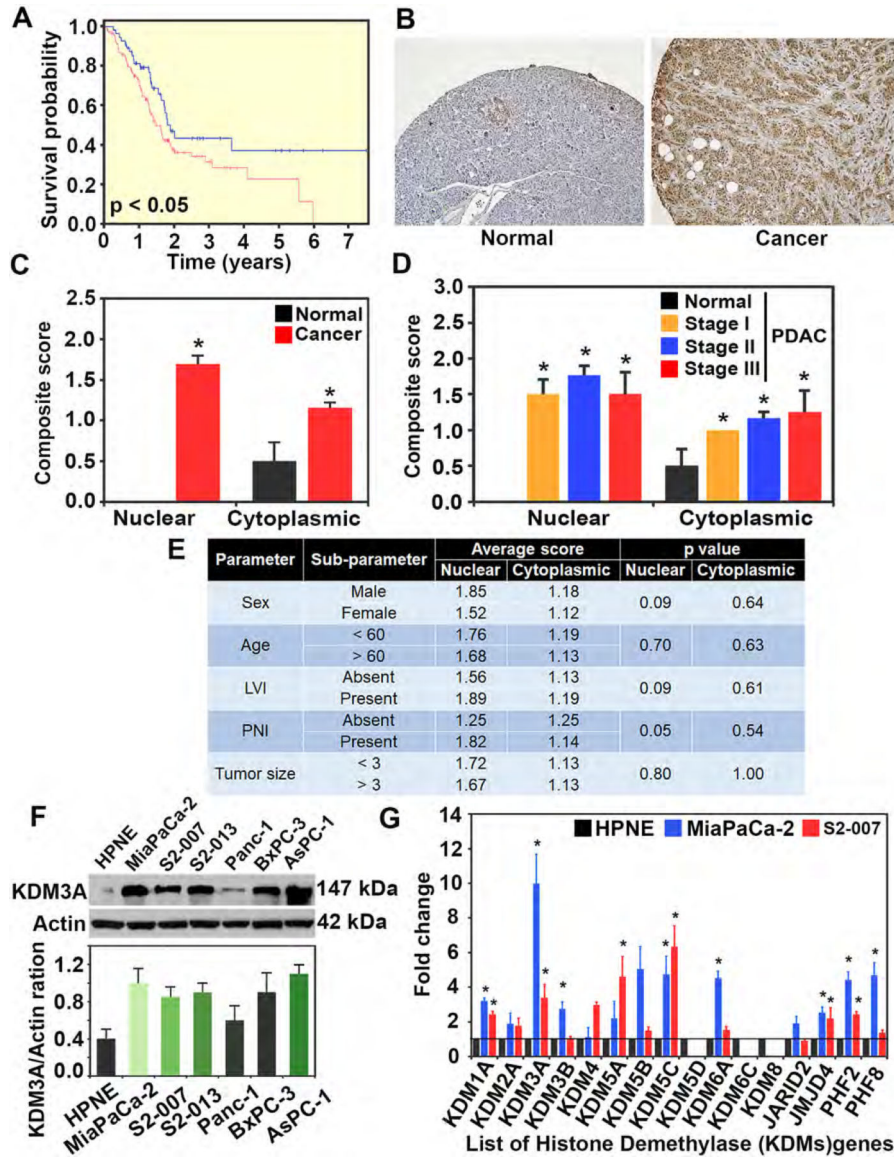 A
Survival probability
1.0
0.8
0.6
0.4
0.2
0.0
p < 0.05
0 1 2 3 4 5 6 7
Time (years)
B
Normal
Cancer
C
Composite score
2.5
2.0
1.5
1.0
0.5
0.0
Normal
Cancer
*
*
Nuclear Cytoplasmic
D
Composite score
3.0
2.5
2.0
1.5
1.0
0.5
0.0
Normal
Stage I
Stage II
Stage III
PDAC
* * *
* * *
Nuclear Cytoplasmic
E
Parameter Sub-parameter Average score p value
Nuclear Cytoplasmic Nuclear Cytoplasmic
Sex Male 1.85 1.18 0.09 0.64
Female 1.52 1.12
Age < 60 1.76 1.19 0.70 0.63
> 60 1.68 1.13
LVI Absent 1.56 1.13 0.09 0.61
Present 1.89 1.19
PNI Absent 1.25 1.25 0.05 0.54
Present 1.82 1.14
Tumor size < 3 1.72 1.13 0.80 1.00
> 3 1.67 1.13
F
HPNE MiaPaCa-2 S2-007 S2-013 Panc-1 BxPC-3 AsPC-1
KDM3A 147 kDa
Actin 42 kDa
KDM3A/Actin ration
1.2
0.8
0.4
0.0
HPNE MiaPaCa-2 S2-007 S2-013 Panc-1 BxPC-3 AsPC-1
G
Fold change
14
12
10
8
6
4
2
0
HPNE MiaPaCa-2 S2-007
* * * * * * * * * * * * * *
KDM1A KDM2A KDM3A KDM3B KDM4 KDM5A KDM5B KDM5C KDM5D KDM6A KDM6C KDM8 JARID2 JMJD4 PHF2 PHF8
List of Histone Demethylase (KDMs)genes